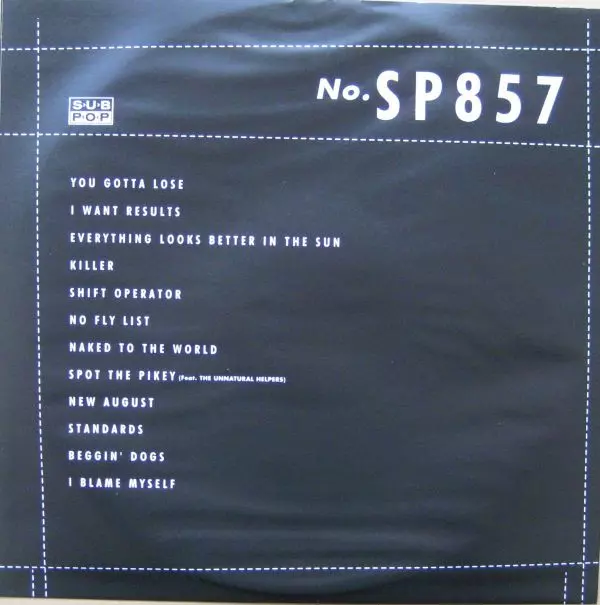 No. SP857
S·U·B
P·O·P
YOU GOTTA LOSE
I WANT RESULTS
EVERYTHING LOOKS BETTER IN THE SUN
KILLER
SHIFT OPERATOR
NO FLY LIST
NAKED TO THE WORLD
SPOT THE PIKEY (Feat. THE UNNATURAL HELPERS)
NEW AUGUST
STANDARDS
BEGGIN' DOGS
I BLAME MYSELF